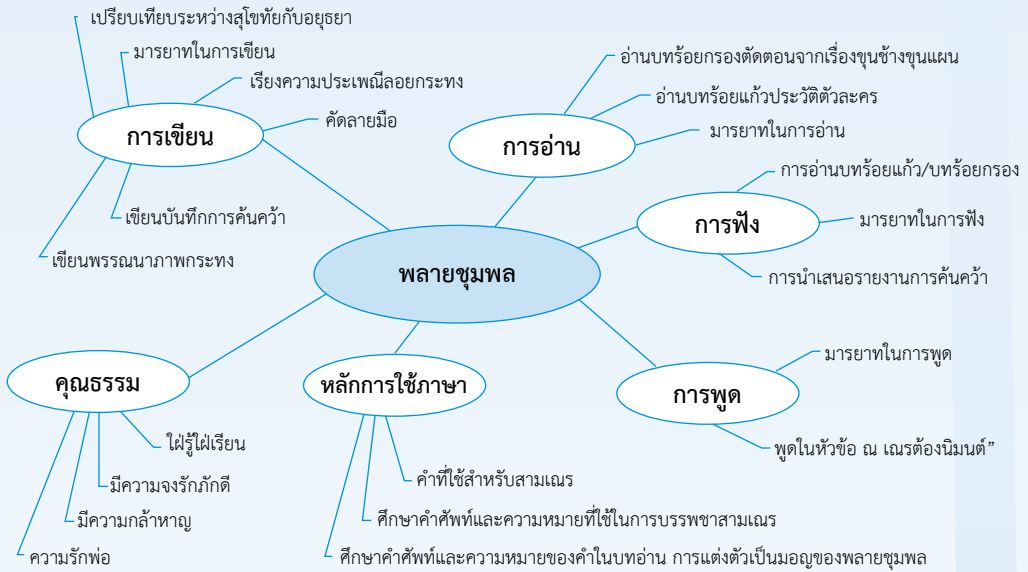 เปรียบเทียบระหว่างสุโขทัยกับอยุธยา
มารยาทในการเขียน
เรียงความประเพณีลอยกระทง
คัดลายมือ
การเขียน
เขียนบันทึกการค้นคว้า
เขียนพรรณนาภาพกระทง
อ่านบทร้อยกรองตัดตอนจากเรื่องขุนช้างขุนแผน
อ่านบทร้อยแก้วประวัติตัวละคร
มารยาทในการอ่าน
การอ่าน
การอ่านบทร้อยแก้ว/บทร้อยกรอง
มารยาทในการฟัง
การฟัง
การนำเสนอรายงานการค้นคว้า
พลายชุมพล
คุณธรรม
ใฝ่รู้ใฝ่เรียน
มีความจงรักภักดี
มีความกล้าหาญ
ความรักพ่อ
หลักการใช้ภาษา
คำที่ใช้สำหรับสามเณร
ศึกษาคำศัพท์และความหมายที่ใช้ในการบรรพชาสามเณร
ศึกษาคำศัพท์และความหมายของคำในบทอ่าน การแต่งตัวเป็นมอญของพลายชุมพล
มารยาทในการพูด
การพูด
พูดในหัวข้อ ณ เณรต้องนิมนต์”